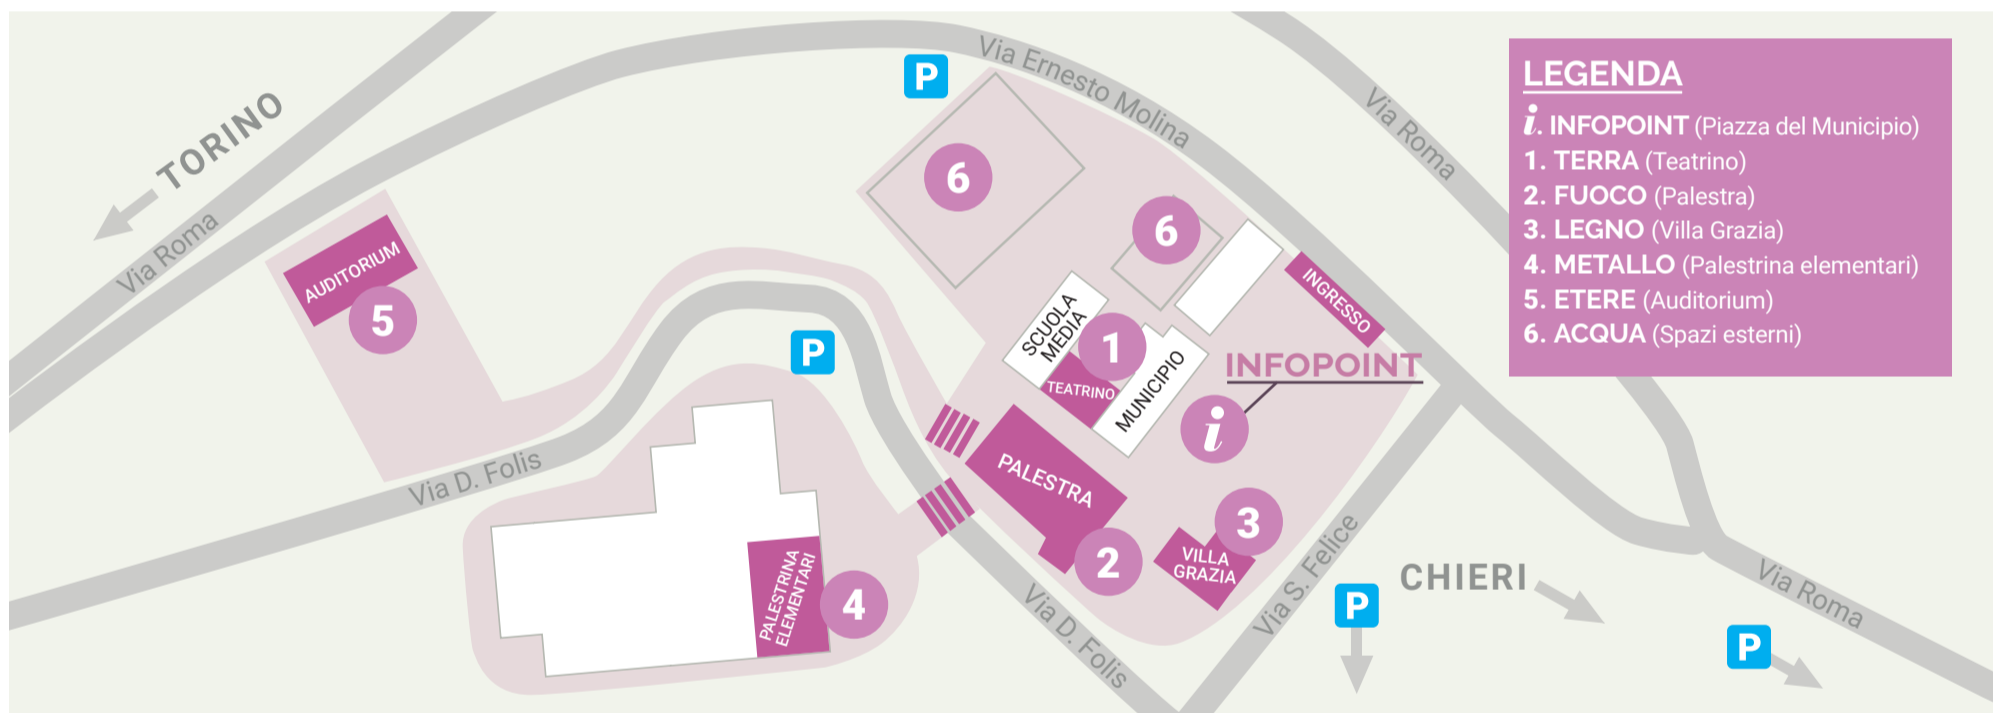 P
Via Ernesto Molina
Via Roma
TORINO
Via Roma
AUDITORIUM
5
6
6
INGRESSO
SCUOLA
MEDIA
1
TEATRINO
MUNICIPIO
INFOPOINT
i
P
Via D. Folis
PALESTRA
2
3
VILLA
GRAZIA
PALESTRINA
ELEMENTARI
4
Via D. Folis
Via S. Felice
P
CHIERI
Via Roma
P
LEGENDA
i. INFOPOINT (Piazza del Municipio)
1. TERRA (Teatrino)
2. FUOCO (Palestra)
3. LEGNO (Villa Grazia)
4. METALLO (Palestrina elementari)
5. ETERE (Auditorium)
6. ACQUA (Spazi esterni)